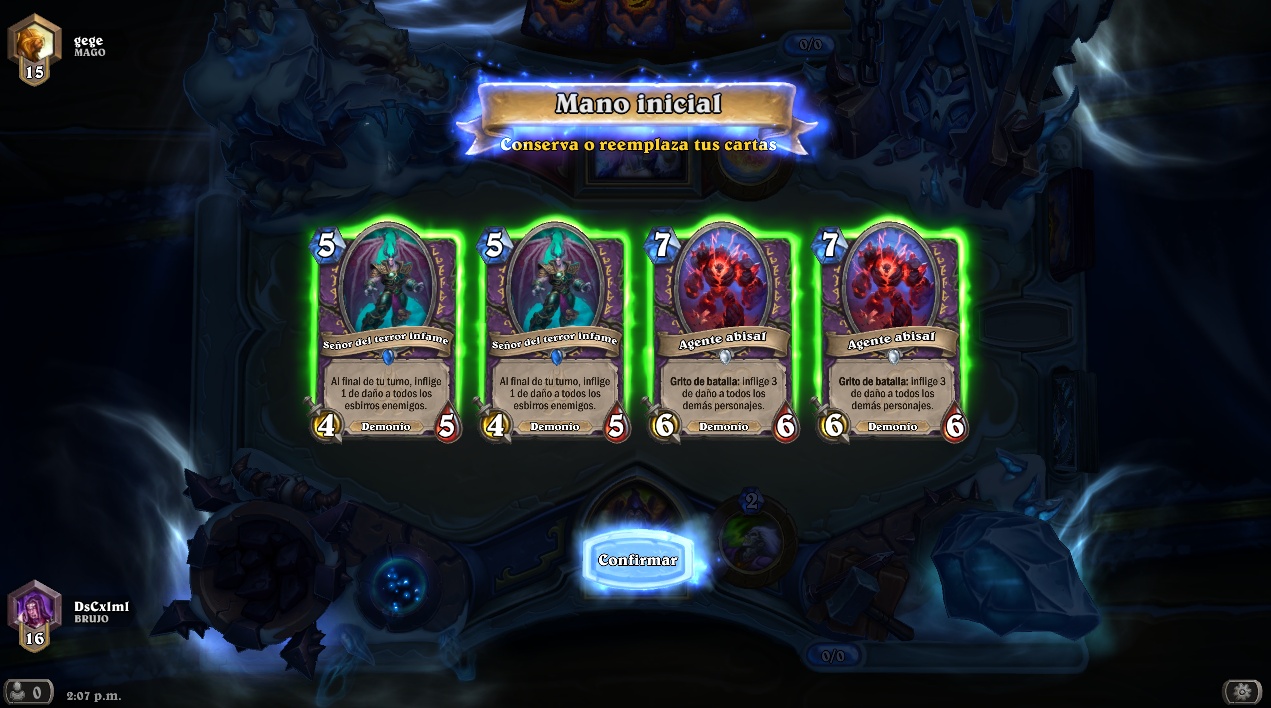 gege
MAGO
15
0/0
Mano inicial
Conserva o reemplaza tus cartas
5
Señor del terror infame
Al final de tu turno, inflige
1 de daño a todos los
esbirros enemigos.
4
Demonio
5
5
Señor del terror infame
Al final de tu turno, inflige
1 de daño a todos los
esbirros enemigos.
4
Demonio
5
7
Agente abisal
Grito de batalla: inflige 3
de daño a todos los
demás personajes.
6
Demonio
6
7
Agente abisal
Grito de batalla: inflige 3
de daño a todos los
demás personajes.
6
Demonio
6
2
Confirmar
DsCxImI
BRUJO
16
0/0
0
2:07 p.m.